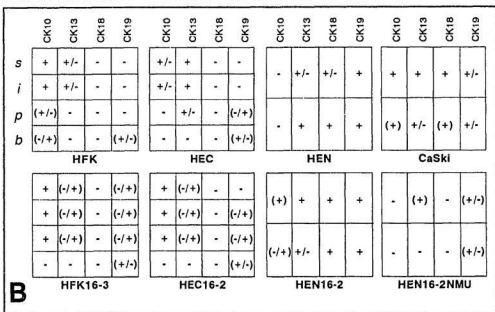 CK10 CK13 CK18 CK19 CK10 CK13 CK18 CK19 CK10 CK13 CK18 CK19 CK10 CK13 CK18 CK19
s + +/- - - +/- + - -
- +/- +/- + + + + +/-
i + +/- - - +/- + - -
p (+/-) - - - - +/- - (-/+)
- + + + (+) +/- (+) +/-
b (-/+) - - (+/-) - - - (+/-)
HFK HEC HEN CaSki
+ (-/+) - (-/+) + (-/+) - -
(+) + + + - (+) - (-/+)
+ (-/+) - (-/+) + (-/+) - (-/+)
+ (-/+) - (-/+) + (-/+) - (-/+)
(-/+) +/- + + - - - (+/-)
- - - (+/-) - - - (+/-)
B HFK16-3 HEC16-2 HEN16-2 HEN16-2NMU